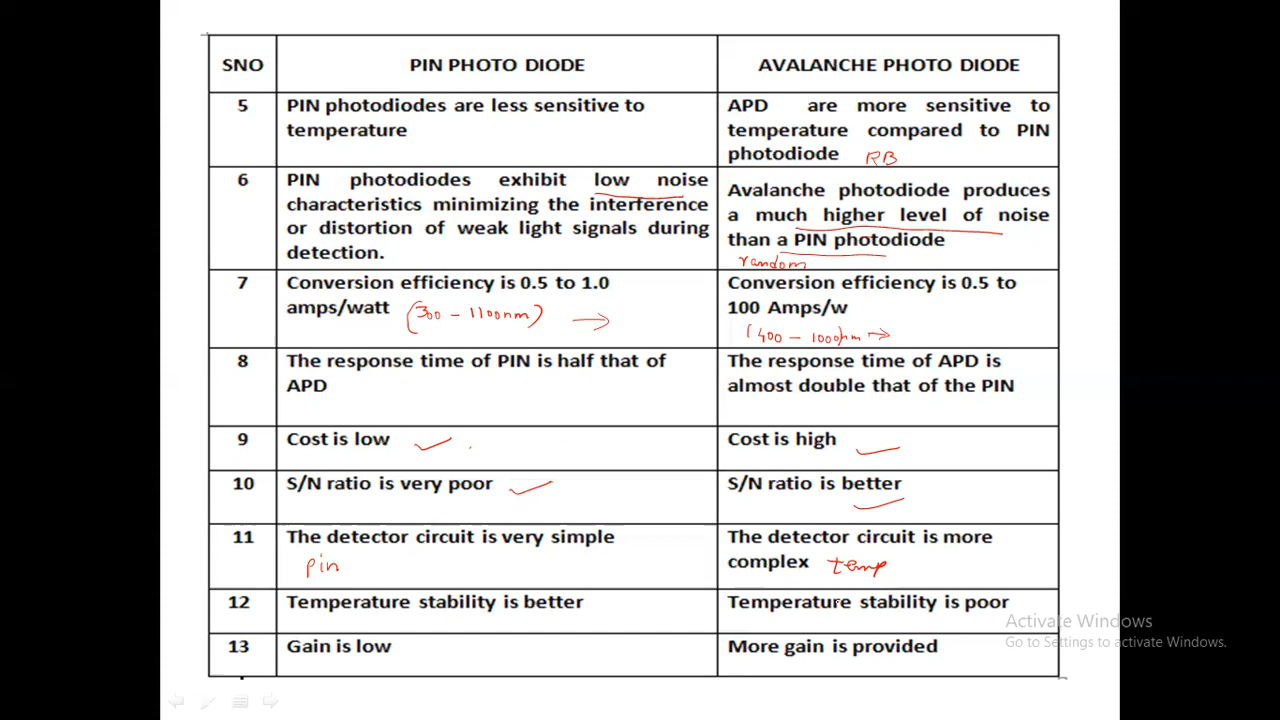 SNO PIN PHOTO DIODE AVALANCHE PHOTO DIODE
5 PIN photodiodes are less sensitive to
temperature
APD are more sensitive to
temperature compared to PIN
photodiode RB
6 PIN photodiodes exhibit low noise
characteristics minimizing the interference
or distortion of weak light signals during
detection.
Avalanche photodiode produces
a much higher level of noise
than a PIN photodiode
random
7 Conversion efficiency is 0.5 to 1.0
amps/watt (300 - 1100nm) →
Conversion efficiency is 0.5 to
100 Amps/w
(400 - 1000 →
8 The response time of PIN is half that of
APD
The response time of APD is
almost double that of the PIN
9 Cost is low Cost is high
10 S/N ratio is very poor S/N ratio is better
11 The detector circuit is very simple
pin
The detector circuit is more
complex temp
12 Temperature stability is better Temperature stability is poor
13 Gain is low More gain is provided
Activate Windows
Go to Settings to activate Windows.